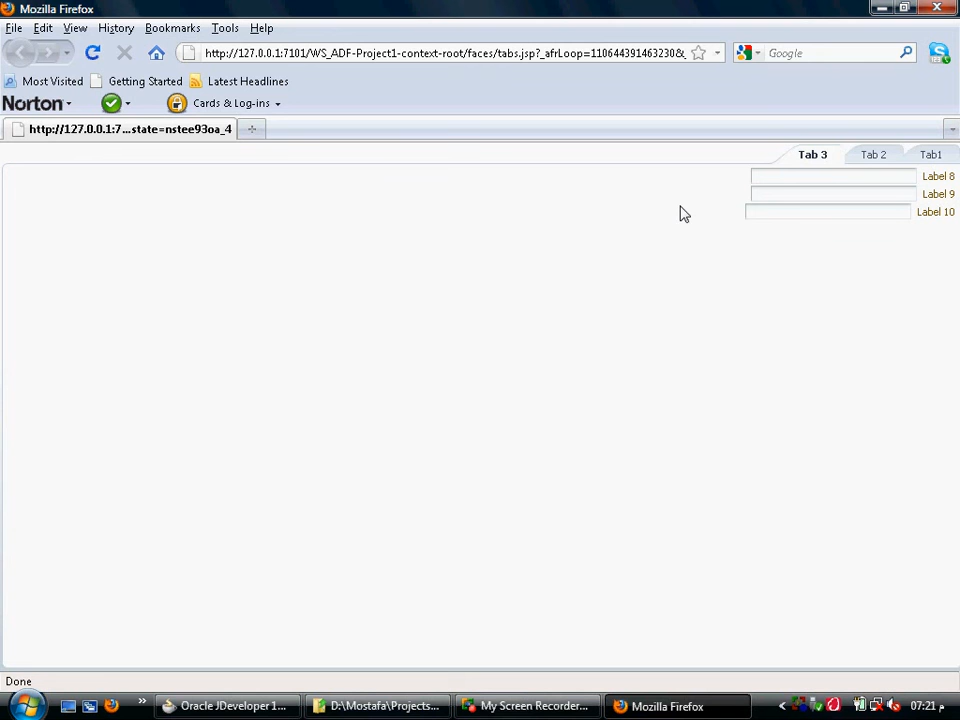 Mozilla Firefox
File Edit View History Bookmarks Tools Help
http://127.0.0.1:7101/WS_ADF-Project1-context-root/faces/tabs.jsp?_afrLoop=110644391463230&_ Google
Most Visited Getting Started Latest Headlines
Norton Cards & Log-ins
http://127.0.0.1:7...state=nstee93oa_4
Tab 3 Tab 2 Tab1
Label 8
Label 9
Label 10
Done
Oracle JDeveloper 1... D:\Mostafa\Projects... My Screen Recorder... Mozilla Firefox 07:21 م